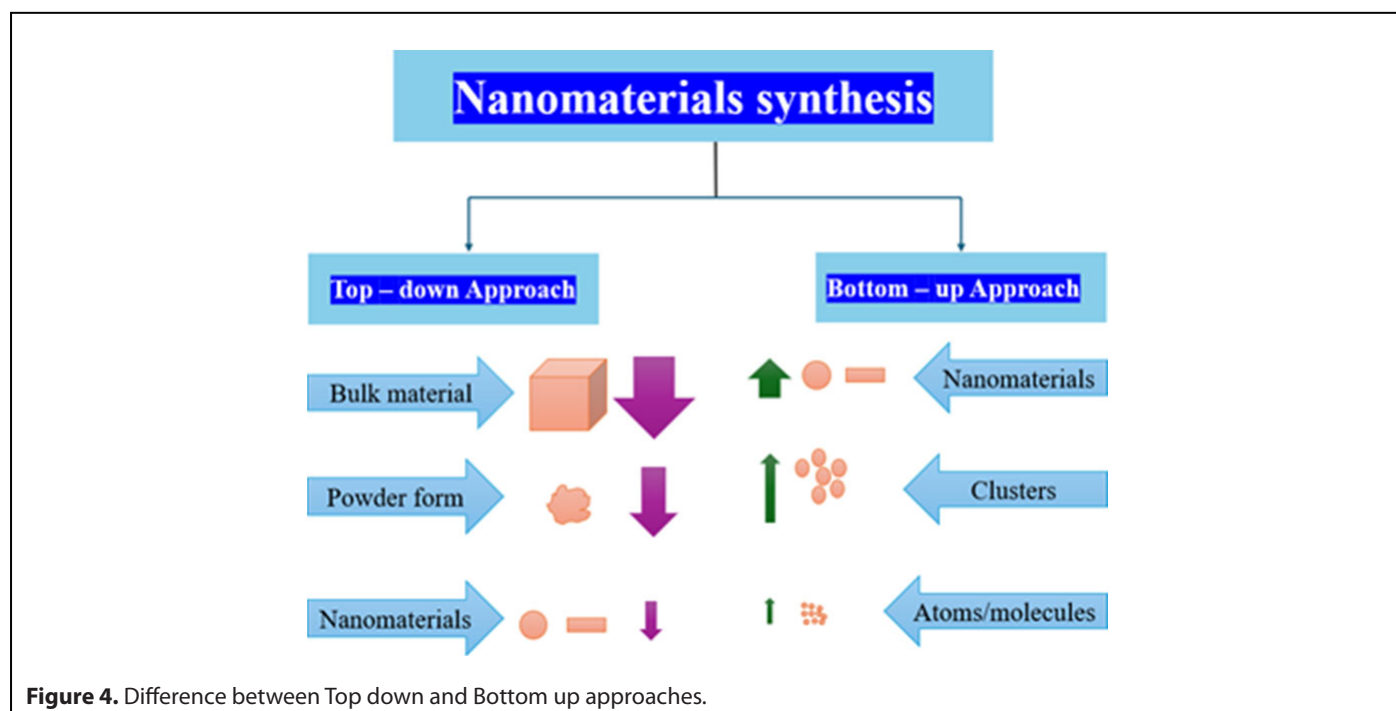 Nanomaterials synthesis
Top – down Approach
Bottom – up Approach
Bulk material
Nanomaterials
Powder form
Clusters
Nanomaterials
Atoms/molecules
Figure 4. Difference between Top down and Bottom up approaches.